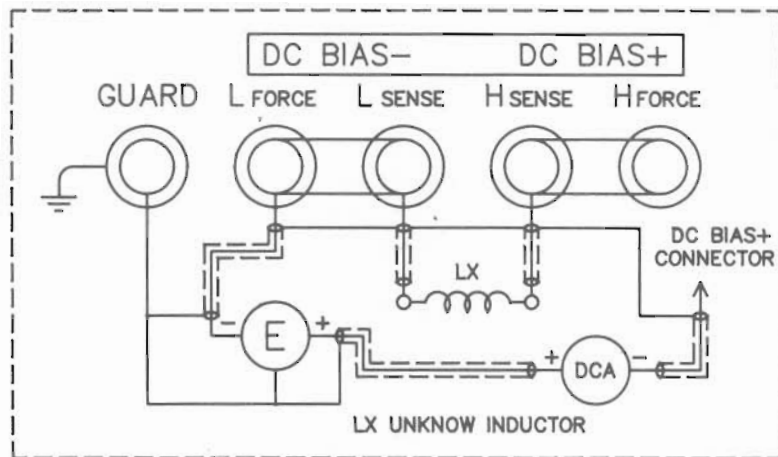 DC BIAS− DC BIAS+
GUARD L FORCE L SENSE H SENSE H FORCE
DC BIAS+
CONNECTOR
LX
− E +
+ DCA −
LX UNKNOW INDUCTOR